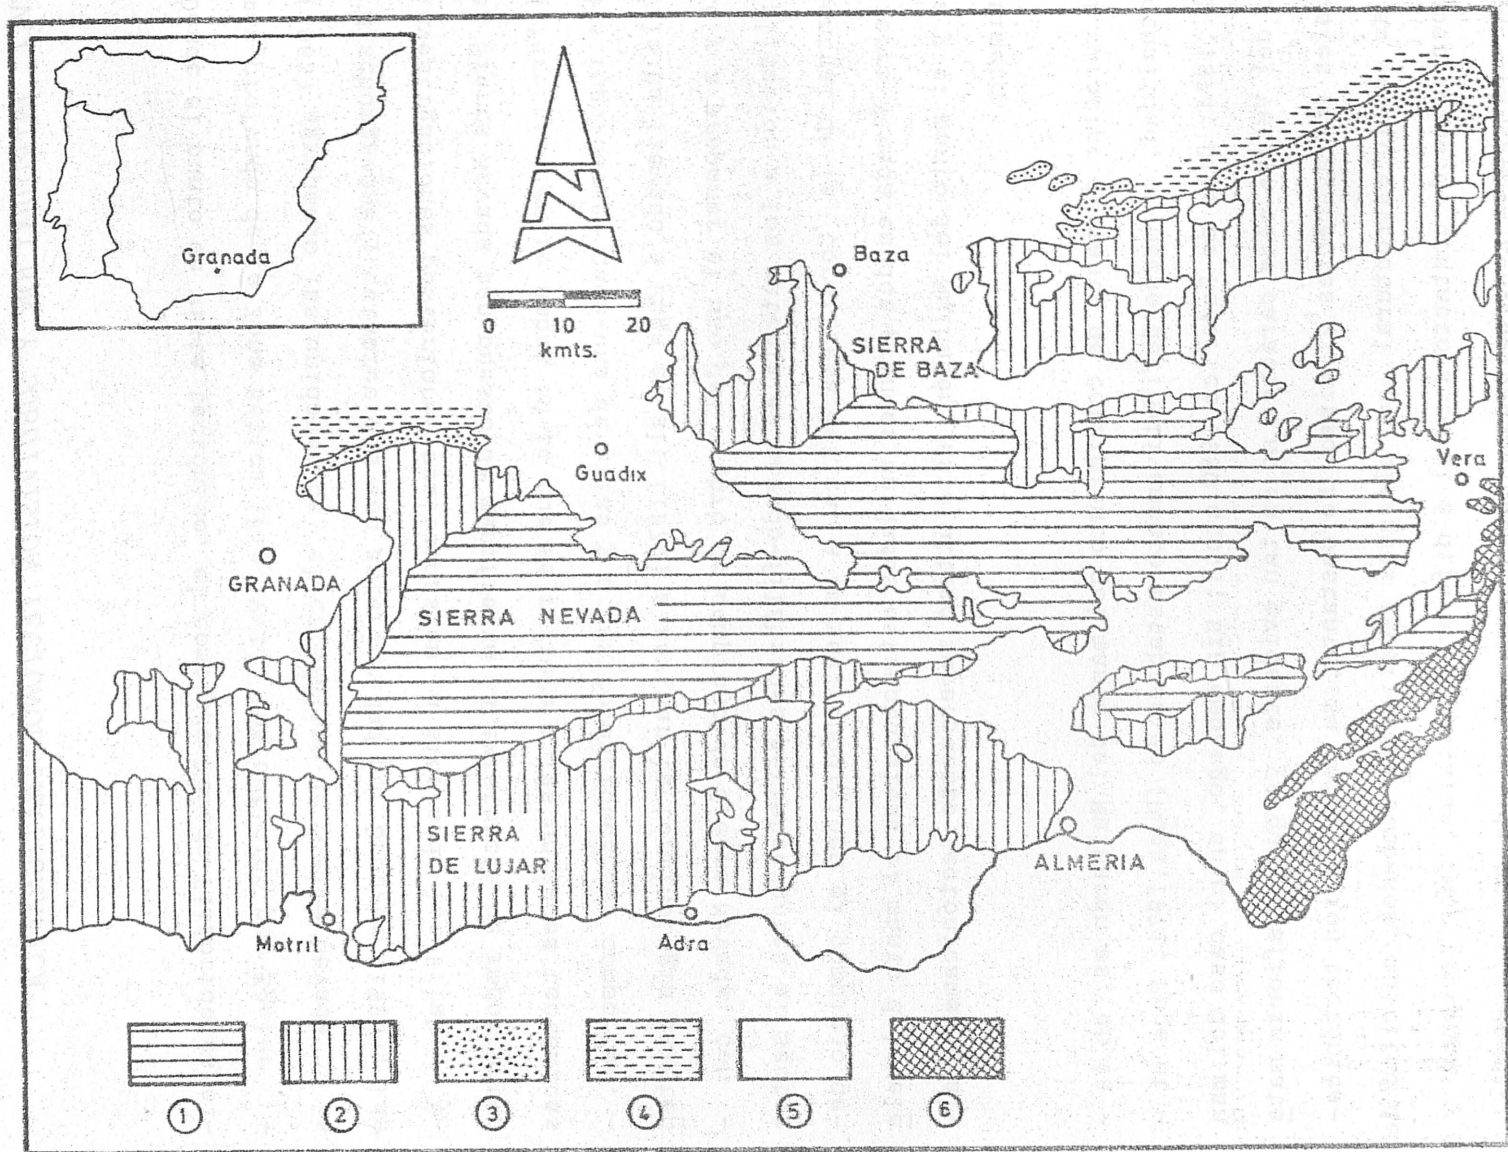 Granada
N
0 10 20
kmts.
Baza
SIERRA
DE BAZA
Guadix
Vera
GRANADA
SIERRA NEVADA
SIERRA
DE LUJAR
ALMERIA
Motril
Adra
1 2 3 4 5 6